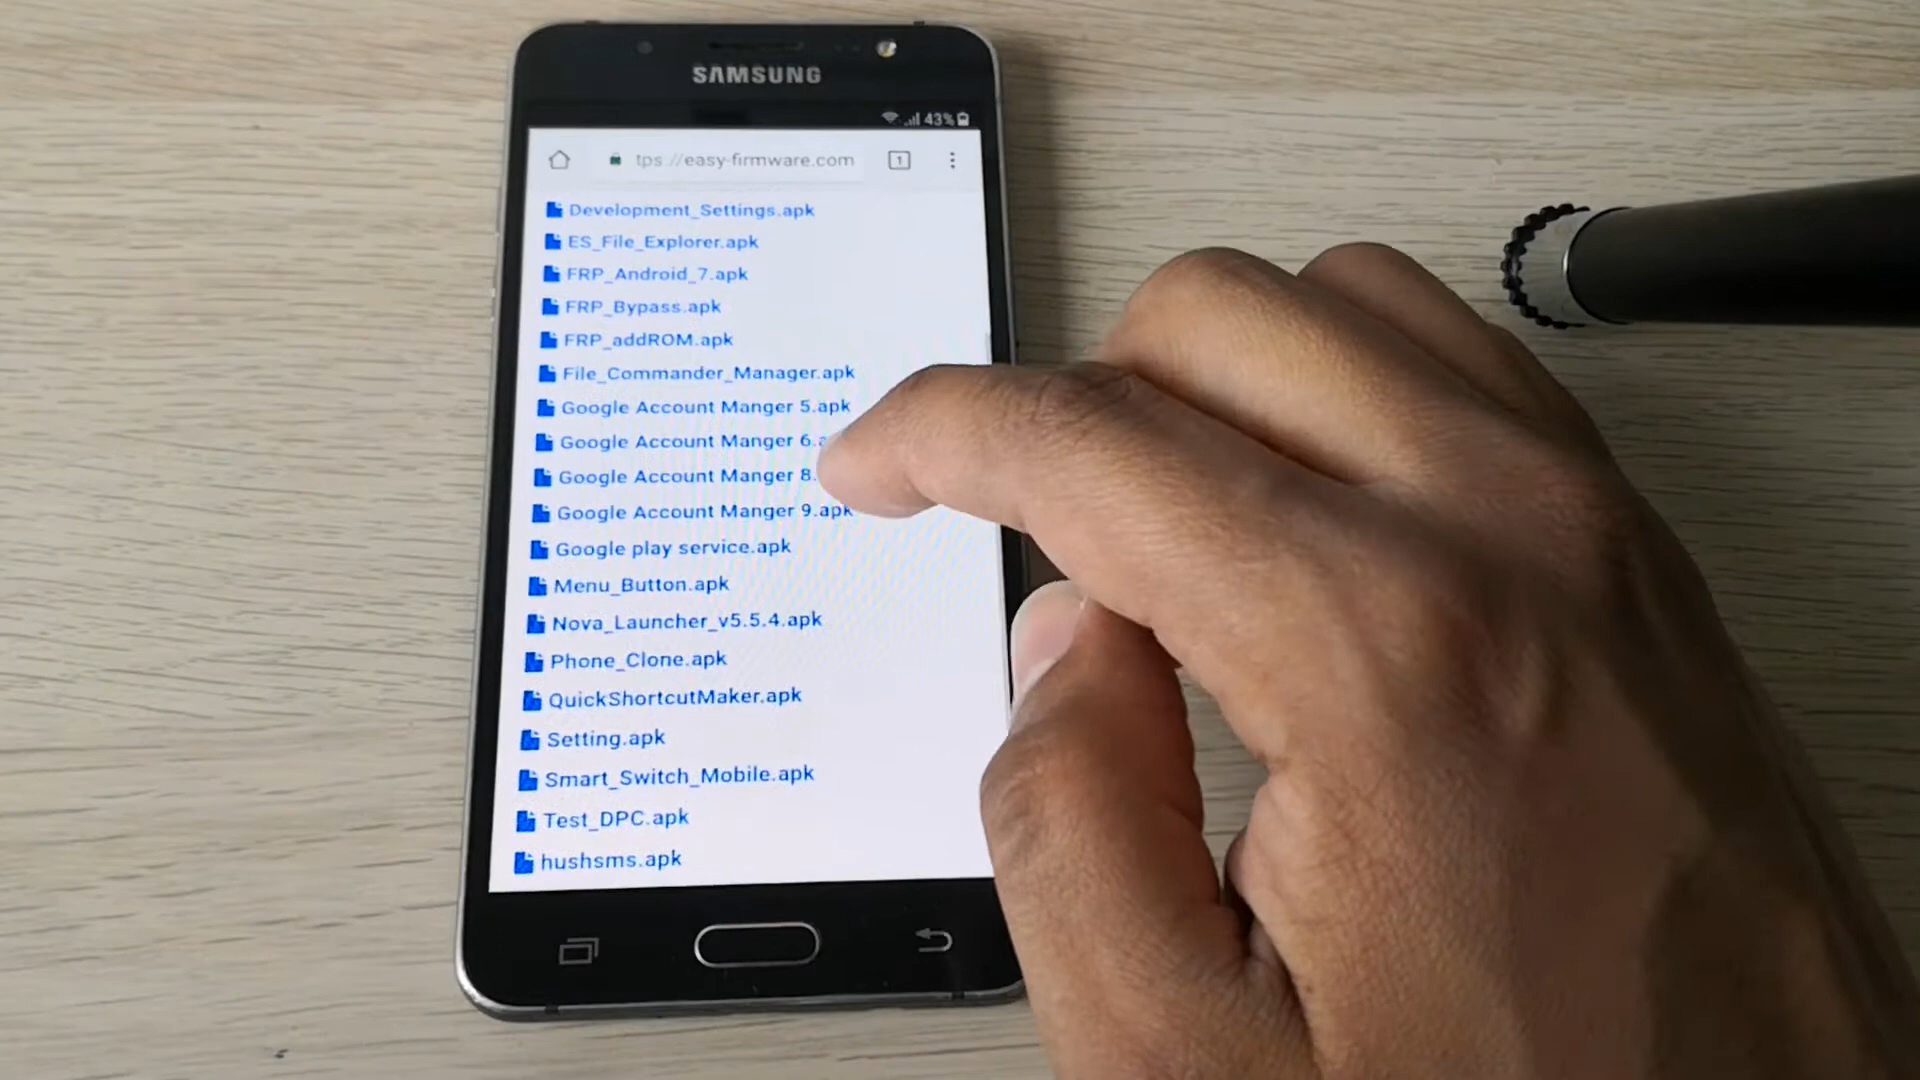 SAMSUNG
43%
tps://easy-firmware.com
1
Development_Settings.apk
ES_File_Explorer.apk
FRP_Android_7.apk
FRP_Bypass.apk
FRP_addROM.apk
File_Commander_Manager.apk
Google Account Manger 5.apk
Google Account Manger 6.a
Google Account Manger 8.
Google Account Manger 9.apk
Google play service.apk
Menu_Button.apk
Nova_Launcher_v5.5.4.apk
Phone_Clone.apk
QuickShortcutMaker.apk
Setting.apk
Smart_Switch_Mobile.apk
Test_DPC.apk
hushsms.apk